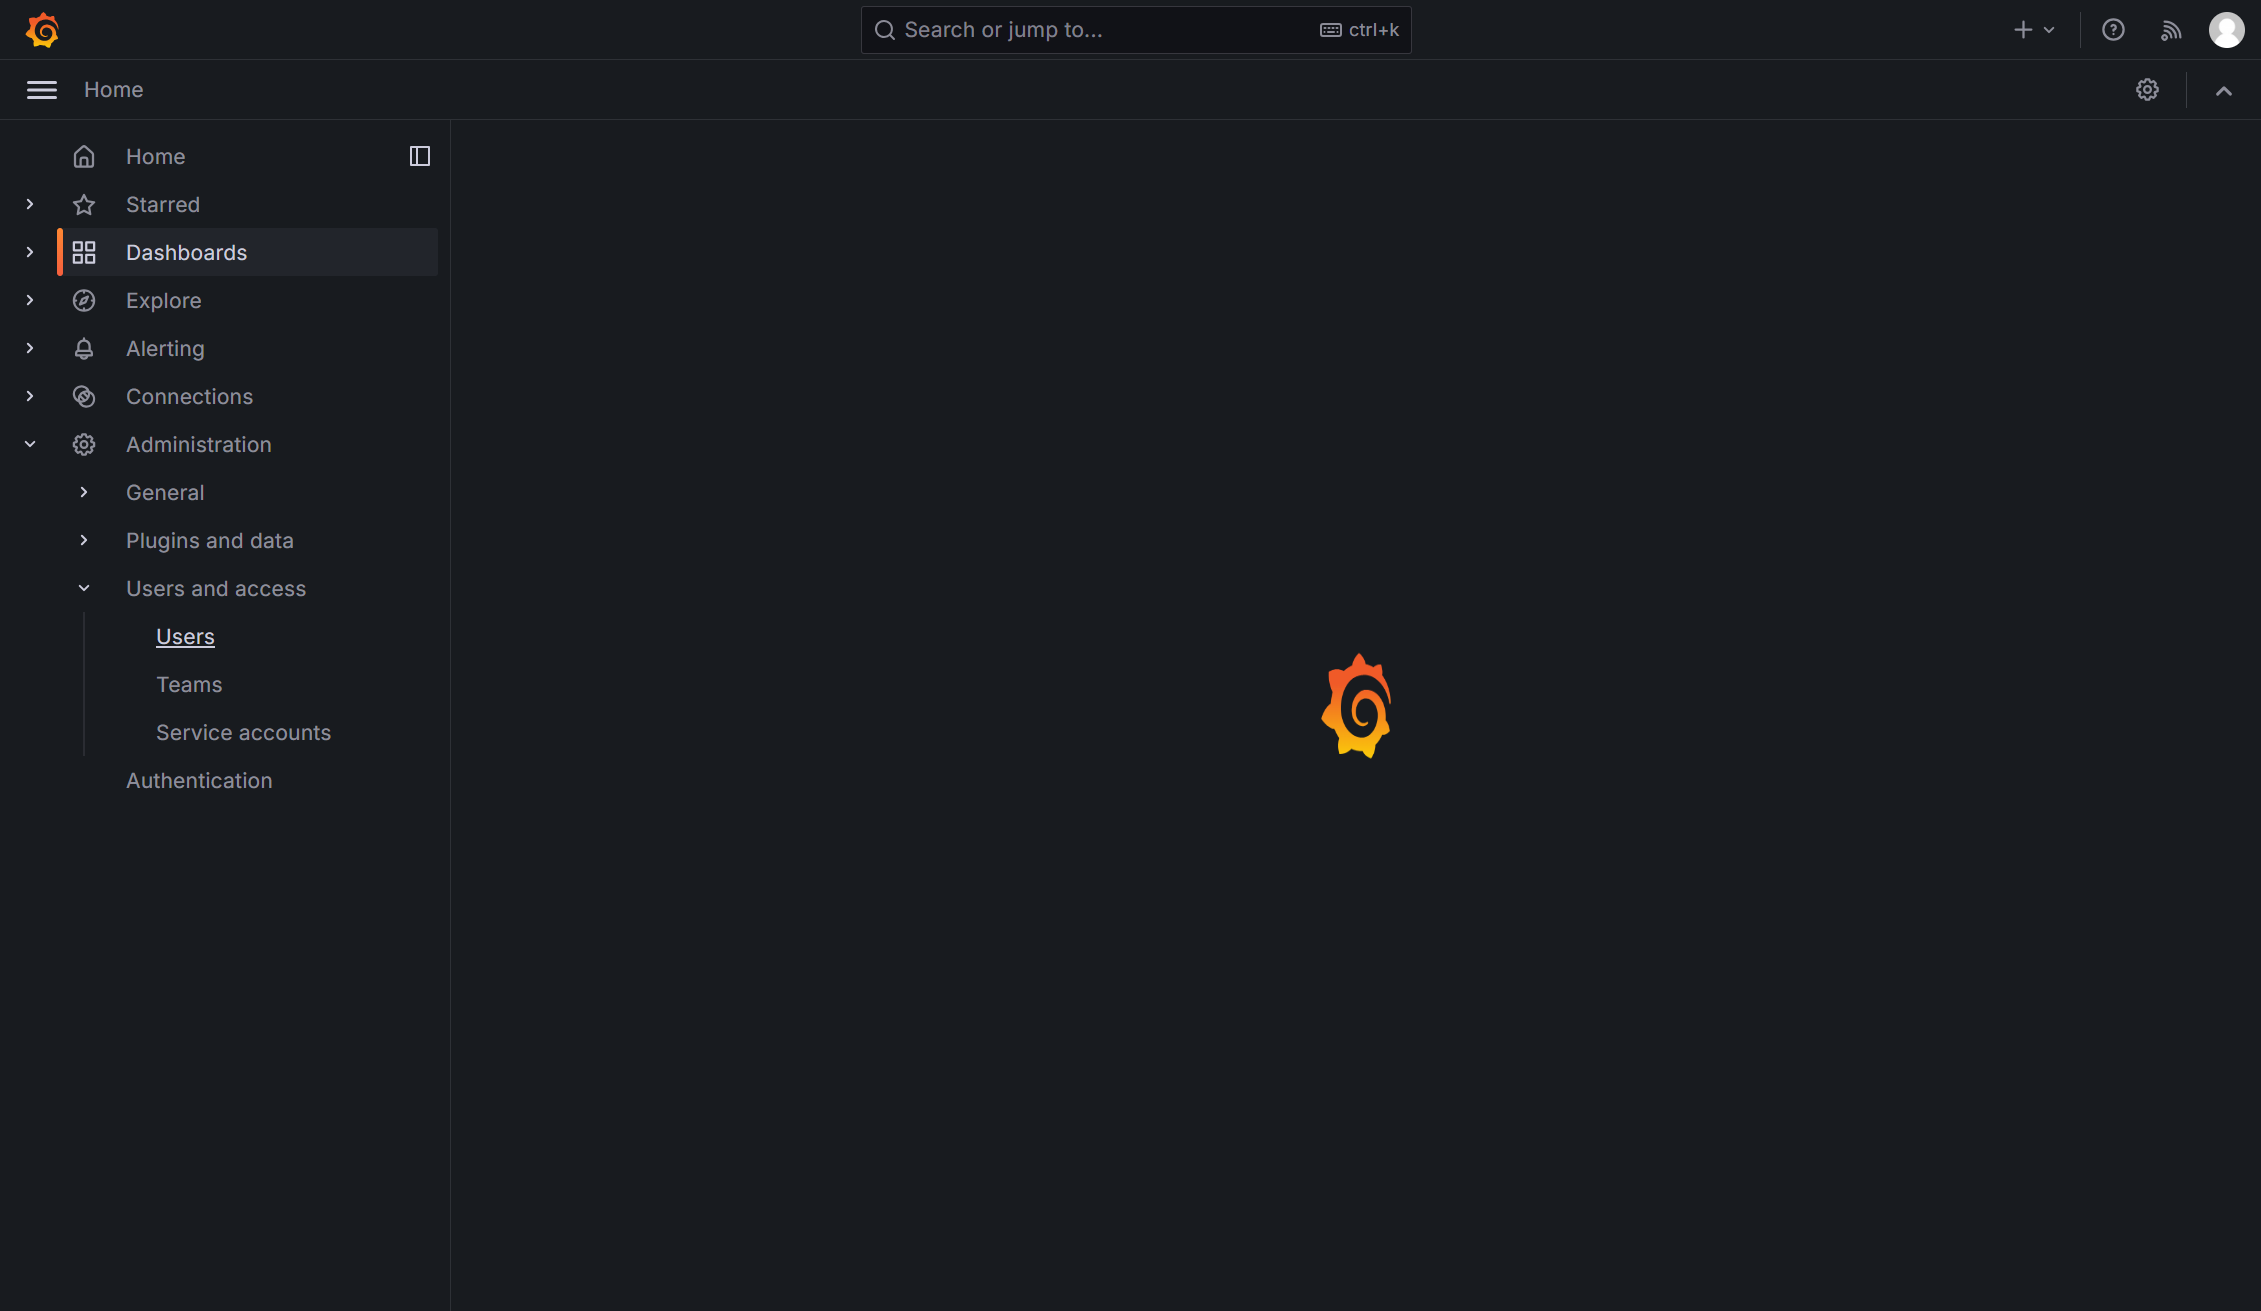 Search or jump to...
ctrl+k
Home
Home
Starred
Dashboards
Explore
Alerting
Connections
Administration
General
Plugins and data
Users and access
Users
Teams
Service accounts
Authentication